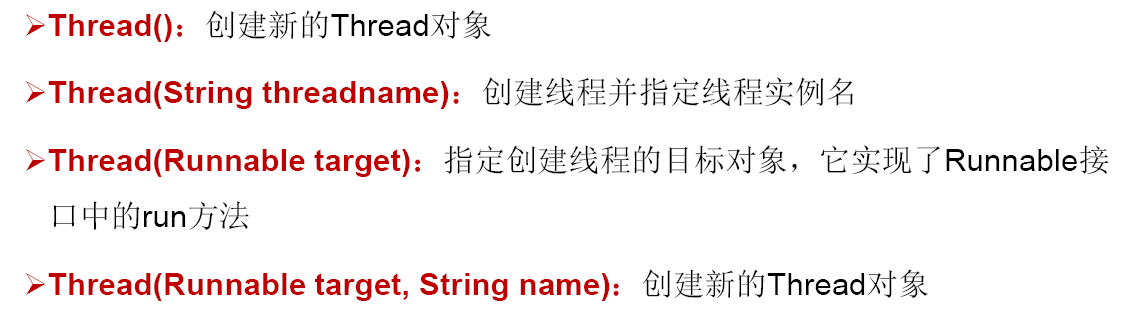 ➢Thread():创建新的Thread对象
➢Thread(String threadname):创建线程并指定线程实例名
➢Thread(Runnable target):指定创建线程的目标对象，它实现了Runnable接
口中的run方法
➢Thread(Runnable target, String name):创建新的Thread对象